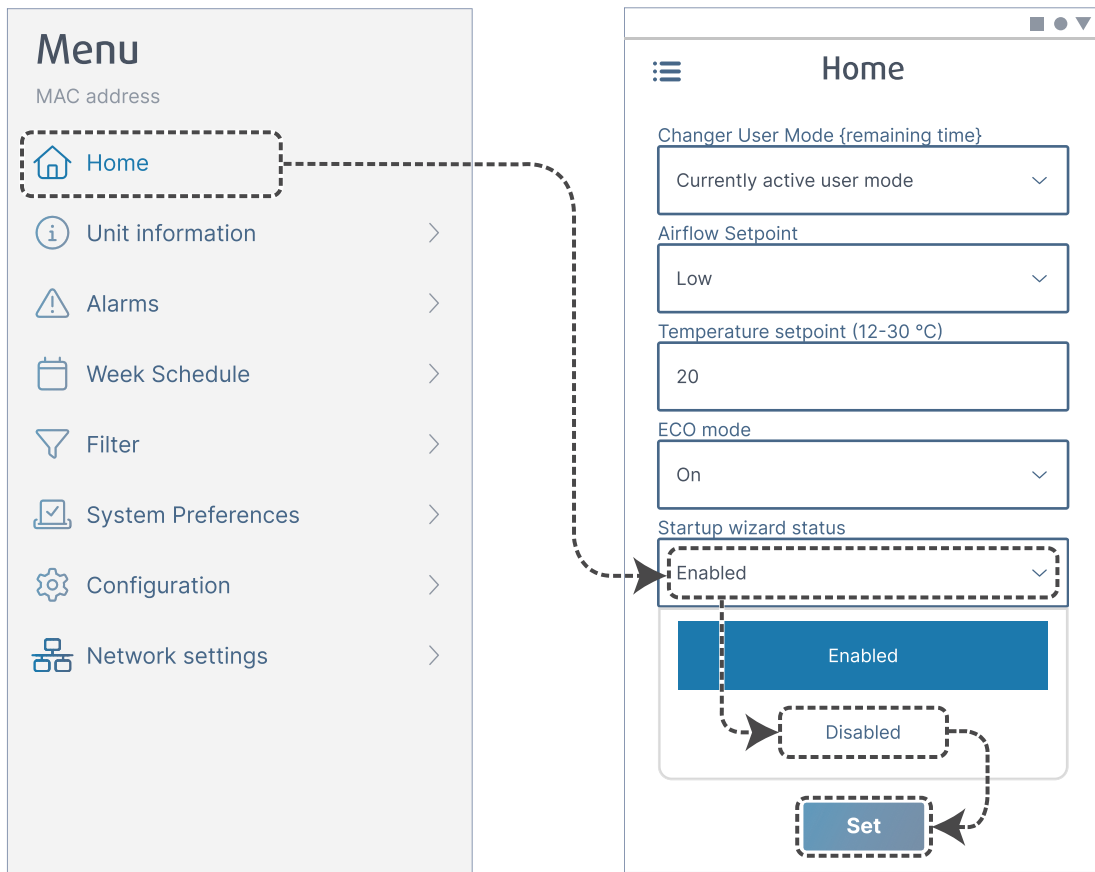 Menu
MAC address
Home
Unit information
Alarms
Week Schedule
Filter
System Preferences
Configuration
Network settings
Home
Changer User Mode {remaining time}
Currently active user mode
Airflow Setpoint
Low
Temperature setpoint (12-30 °C)
20
ECO mode
On
Startup wizard status
Enabled
Enabled
Disabled
Set